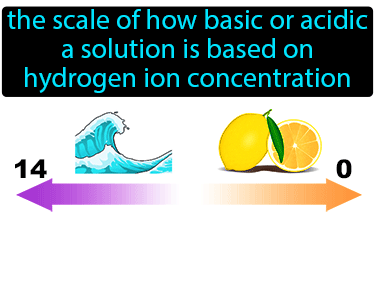 the scale of how basic or acidic
a solution is based on
hydrogen ion concentration
14
0